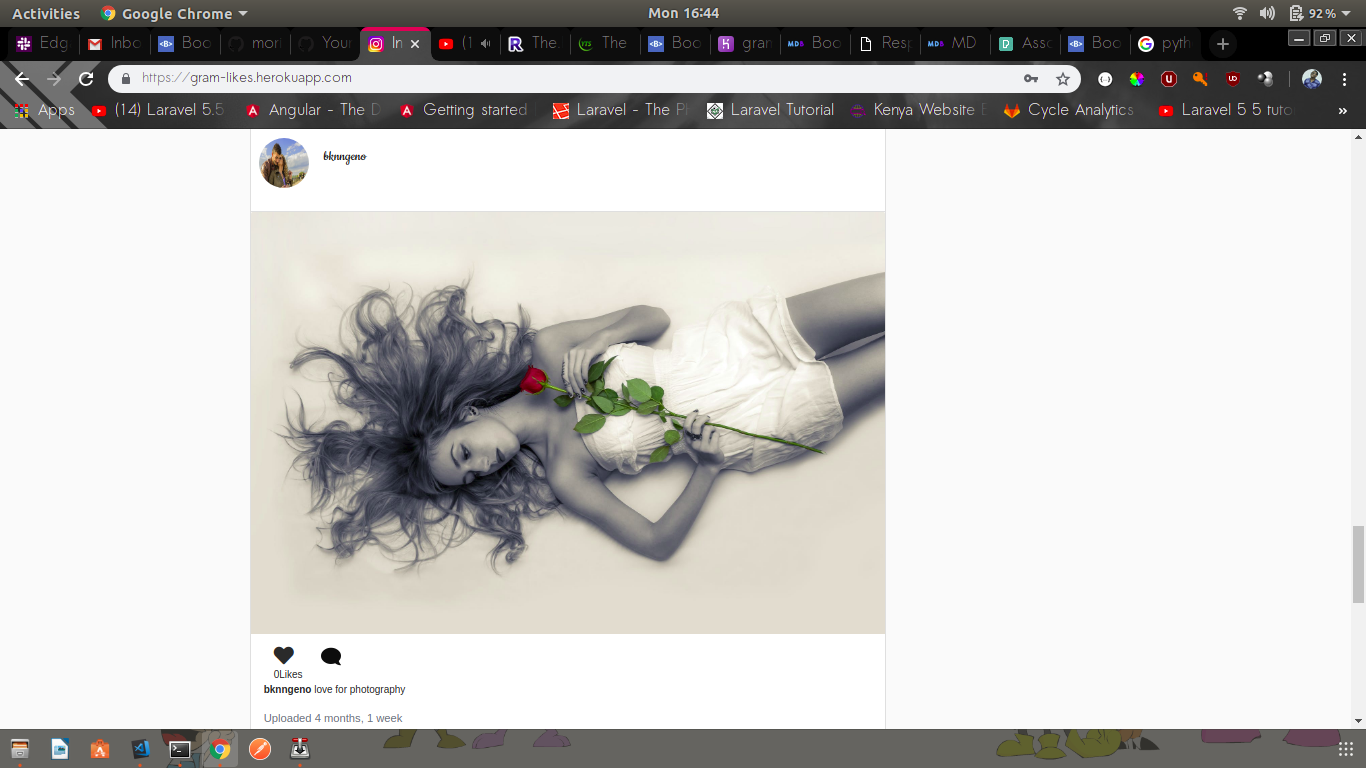 Activities Google Chrome Mon 16:44 92%
Edg Inbo Boo mor Your In (1 The The Boo gran Boo Resp MD Asso Boo pyth
https://gram-likes.herokuapp.com
Apps (14) Laravel 5.5 Angular - The D Getting started Laravel - The P Laravel Tutorial Kenya Website Cycle Analytics Laravel 5 5 tuto »
bknngeno
0Likes
bknngeno love for photography
Uploaded 4 months, 1 week